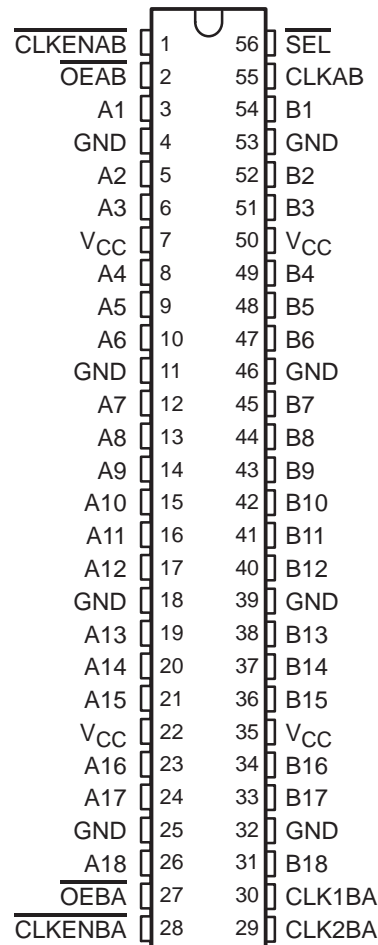 CLKENAB 1 56 SEL
OEAB 2 55 CLKAB
A1 3 54 B1
GND 4 53 GND
A2 5 52 B2
A3 6 51 B3
VCC 7 50 VCC
A4 8 49 B4
A5 9 48 B5
A6 10 47 B6
GND 11 46 GND
A7 12 45 B7
A8 13 44 B8
A9 14 43 B9
A10 15 42 B10
A11 16 41 B11
A12 17 40 B12
GND 18 39 GND
A13 19 38 B13
A14 20 37 B14
A15 21 36 B15
VCC 22 35 VCC
A16 23 34 B16
A17 24 33 B17
GND 25 32 GND
A18 26 31 B18
OEBA 27 30 CLK1BA
CLKENBA 28 29 CLK2BA